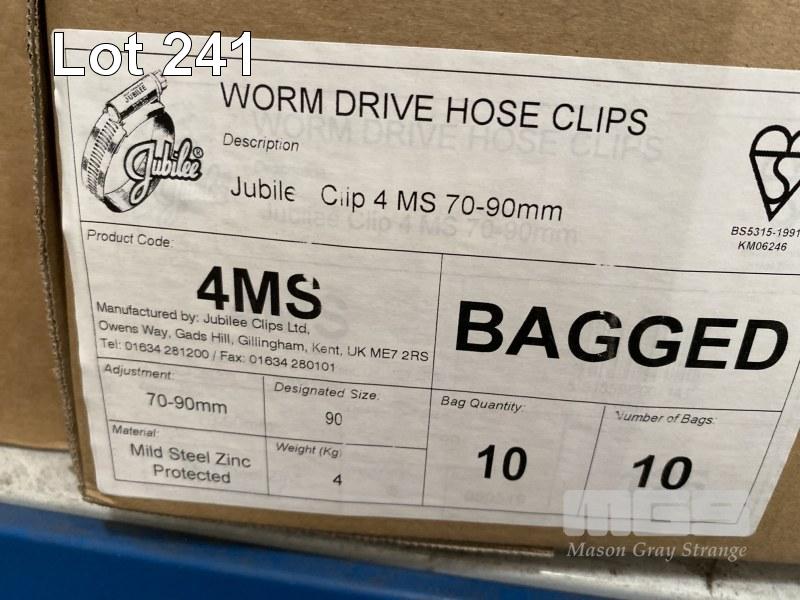 Lot 241
JUBILEE
Jubilee®
WORM DRIVE HOSE CLIPS
Description
Jubile Clip 4 MS 70-90mm
BS5315-1991
KM06246
Product Code:
4MS
Manufactured by: Jubilee Clips Ltd,
Owens Way, Gads Hill, Gillingham, Kent, UK ME7 2RS
Tel: 01634 281200 / Fax: 01634 280101
BAGGED
Adjustment:
70-90mm
Designated Size:
90
Bag Quantity:
10
Number of Bags:
10
Material:
Mild Steel Zinc
Protected
Weight (Kg)
4
MGS
Mason Gray Strange